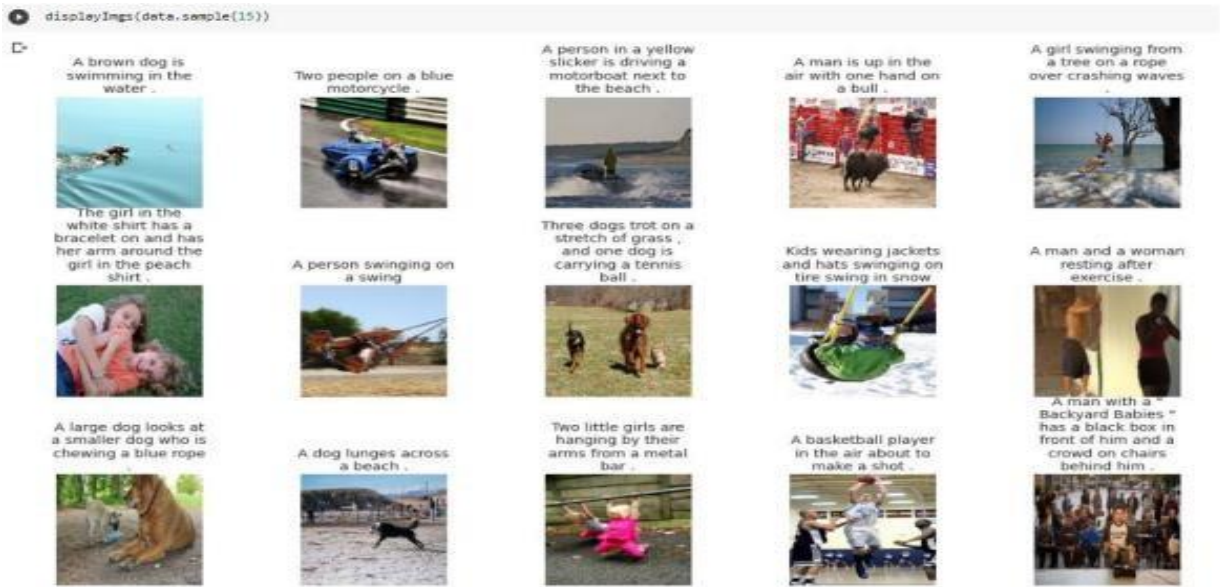 displayImgs(data.sample(15))
A brown dog is
swimming in the
water .
Two people on a blue
motorcycle .
A person in a yellow
slicker is driving a
motorboat next to
the beach .
A man is up in the
air with one hand on
a bull .
A girl swinging from
a tree on a rope
over crashing waves
.
The girl in the
white shirt has a
bracelet on and has
her arm around the
girl in the peach
shirt .
A person swinging on
a swing
Three dogs trot on a
stretch of grass ,
and one dog is
carrying a tennis
ball .
Kids wearing jackets
and hats swinging on
tire swing in snow
A man and a woman
resting after
exercise .
A large dog looks at
a smaller dog who is
chewing a blue rope
.
A dog lunges across
a beach .
Two little girls are
hanging by their
arms from a metal
bar .
A basketball player
in the air about to
make a shot .
A man with a "
Backyard Babies "
has a black box in
front of him and a
crowd on chairs
behind him .